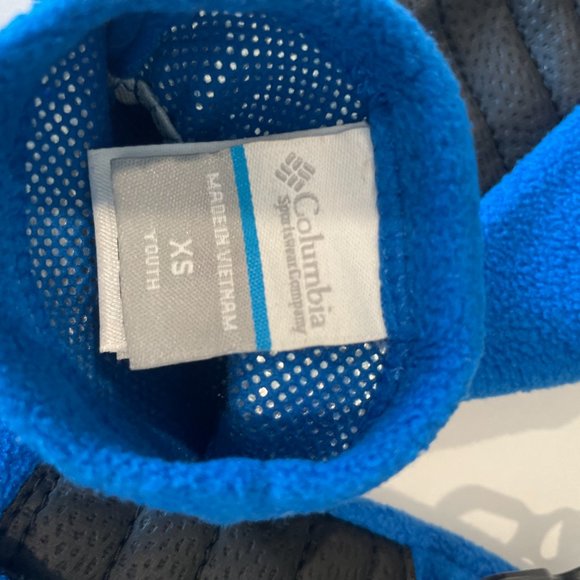 Columbia
Sportswear Company
MADE IN VIETNAM
XS
YOUTH